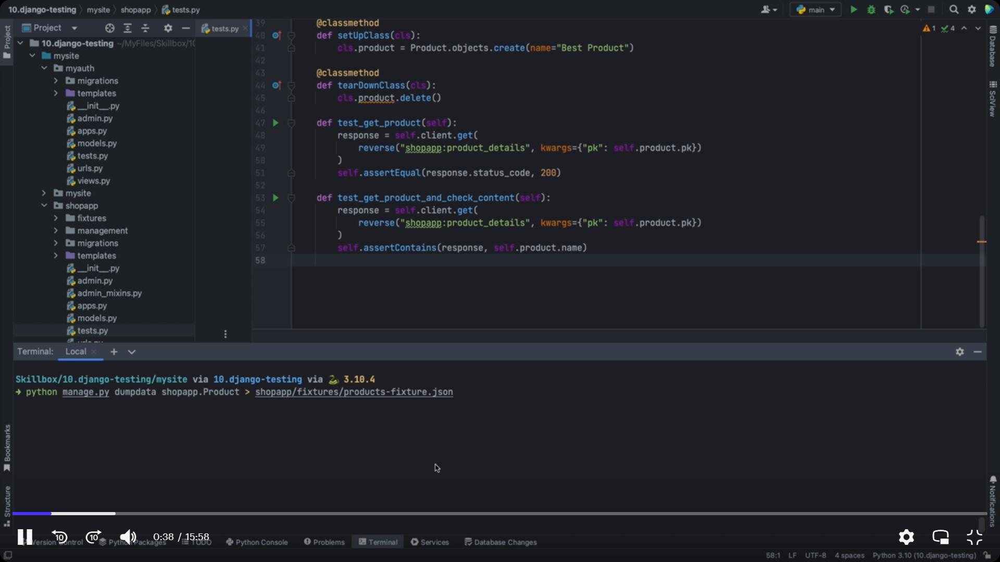 10.django-testing mysite shopapp tests.py
main
Project
tests.py
1 4
10.django-testing ~/MyFiles/Skillbox/10
mysite
myauth
migrations
templates
__init__.py
admin.py
apps.py
models.py
tests.py
urls.py
views.py
mysite
shopapp
fixtures
management
migrations
templates
__init__.py
admin.py
admin_mixins.py
apps.py
models.py
tests.py
39 @classmethod
40 def setUpClass(cls):
41 cls.product = Product.objects.create(name="Best Product")
42
43 @classmethod
44 def tearDownClass(cls):
45 cls.product.delete()
46
47 def test_get_product(self):
48 response = self.client.get(
49 reverse("shopapp:product_details", kwargs={"pk": self.product.pk})
50 )
51 self.assertEqual(response.status_code, 200)
52
53 def test_get_product_and_check_content(self):
54 response = self.client.get(
55 reverse("shopapp:product_details", kwargs={"pk": self.product.pk})
56 )
57 self.assertContains(response, self.product.name)
58
Project
Bookmarks
Structure
Database
SciView
Notifications
Terminal: Local
Skillbox/10.django-testing/mysite via 10.django-testing via 3.10.4
→ python manage.py dumpdata shopapp.Product > shopapp/fixtures/products-fixture.json
10 10 0:38 / 15:58
Version Control Python Packages TODO Python Console Problems Terminal Services Database Changes
58:1 LF UTF-8 4 spaces Python 3.10 (10.django-testing)